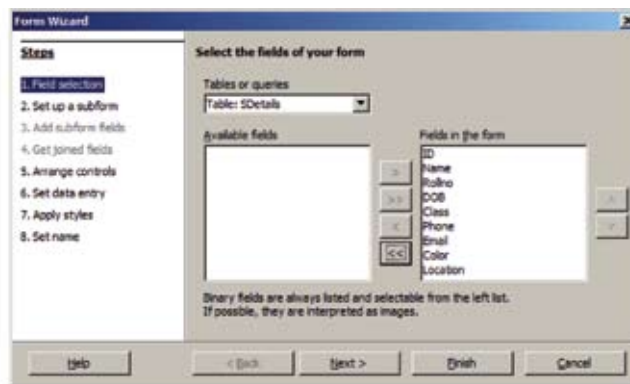 Form Wizard
Steps
1. Field selection
2. Set up a subform
3. Add subform fields
4. Get joined fields
5. Arrange controls
6. Set data entry
7. Apply styles
8. Set name
Select the fields of your form
Tables or queries
Table: SDetails
Available fields
Fields in the form
ID
Name
Rollno
DOB
Class
Phone
Email
Color
Location
>
>>
<
<<
Binary fields are always listed and selectable from the left list.
If possible, they are interpreted as images.
Help
< Back
Next >
Finish
Cancel